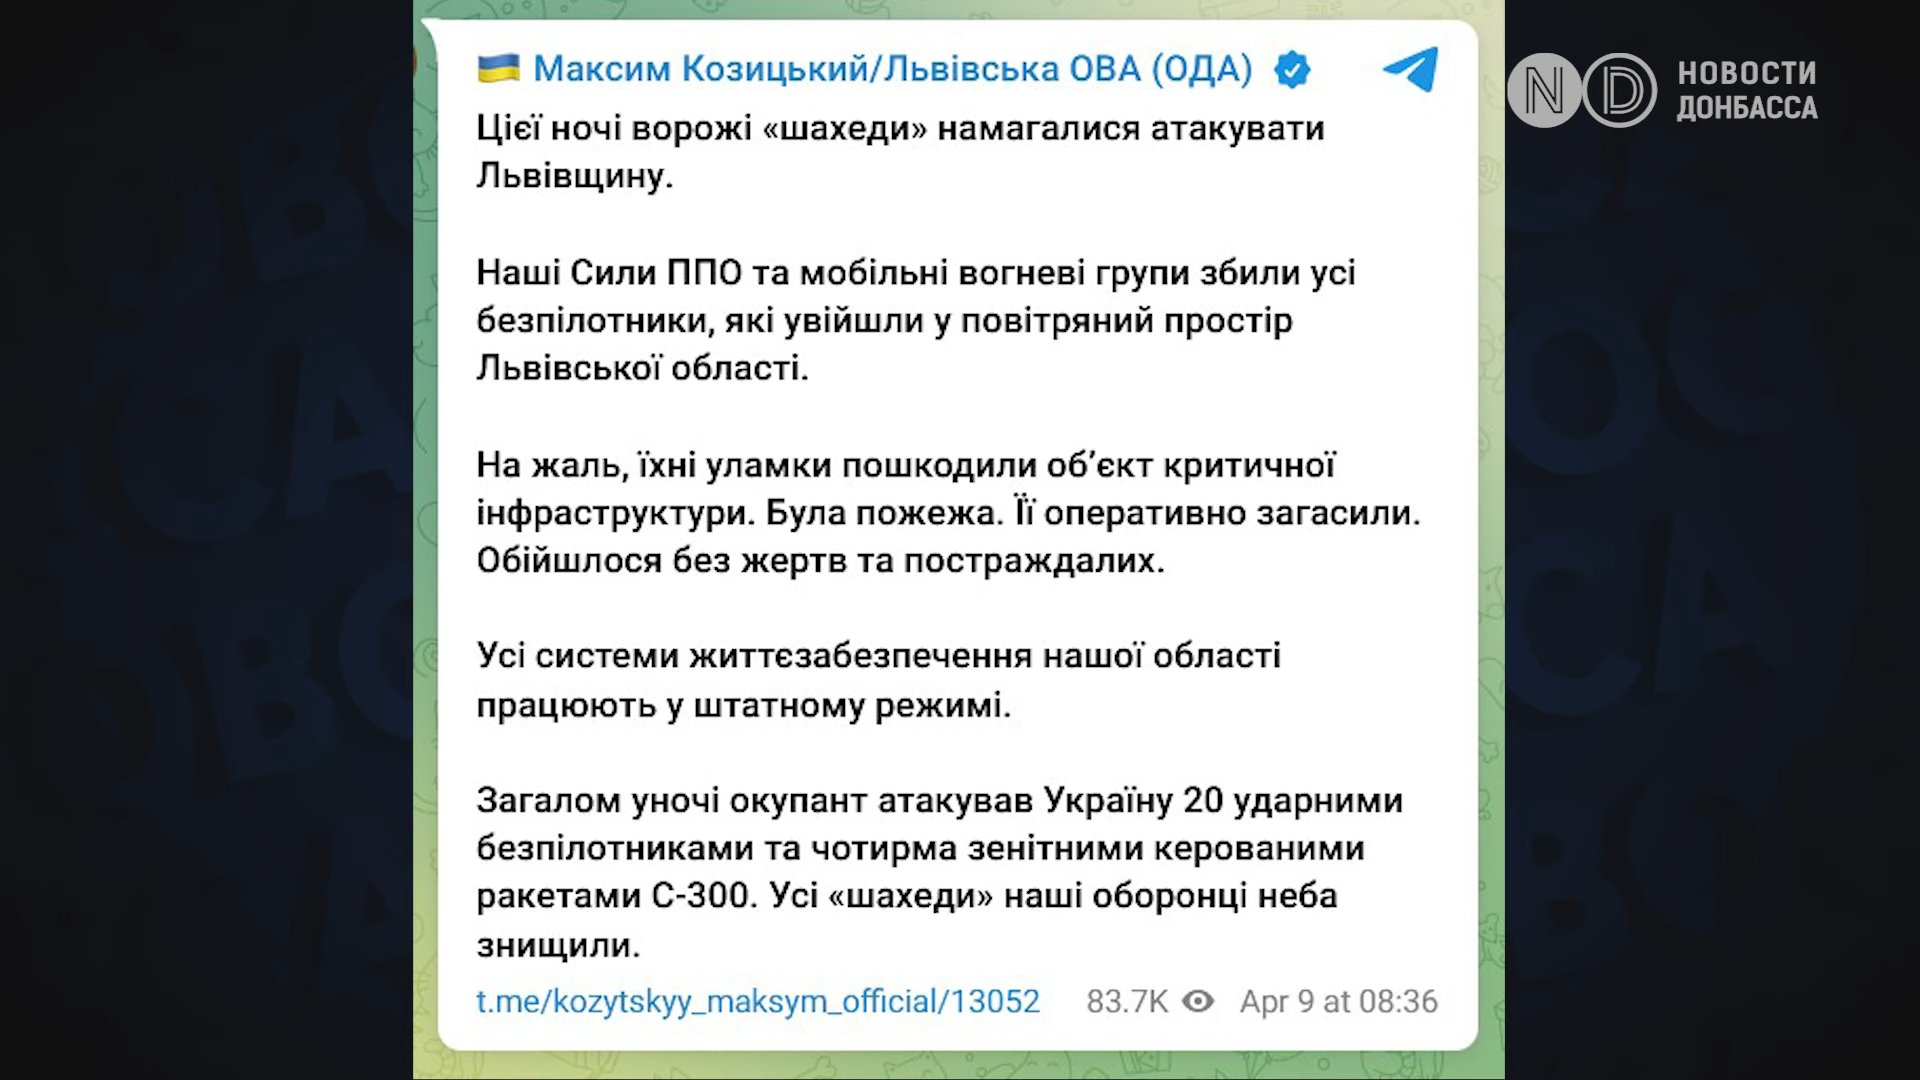 🇺🇦 Максим Козицький/Львівська ОВА (ОДА)
НОВОСТИ
ДОНБАССА
Цієї ночі ворожі «шахеди» намагалися атакувати
Львівщину.
Наші Сили ППО та мобільні вогневі групи збили усі
безпілотники, які увійшли у повітряний простір
Львівської області.
На жаль, їхні уламки пошкодили об’єкт критичної
інфраструктури. Була пожежа. Її оперативно загасили.
Обійшлося без жертв та постраждалих.
Усі системи життєзабезпечення нашої області
працюють у штатному режимі.
Загалом уночі окупант атакував Україну 20 ударними
безпілотниками та чотирма зенітними керованими
ракетами С-300. Усі «шахеди» наші оборонці неба
знищили.
t.me/kozytskyy_maksym_official/13052 83.7K Apr 9 at 08:36
ND